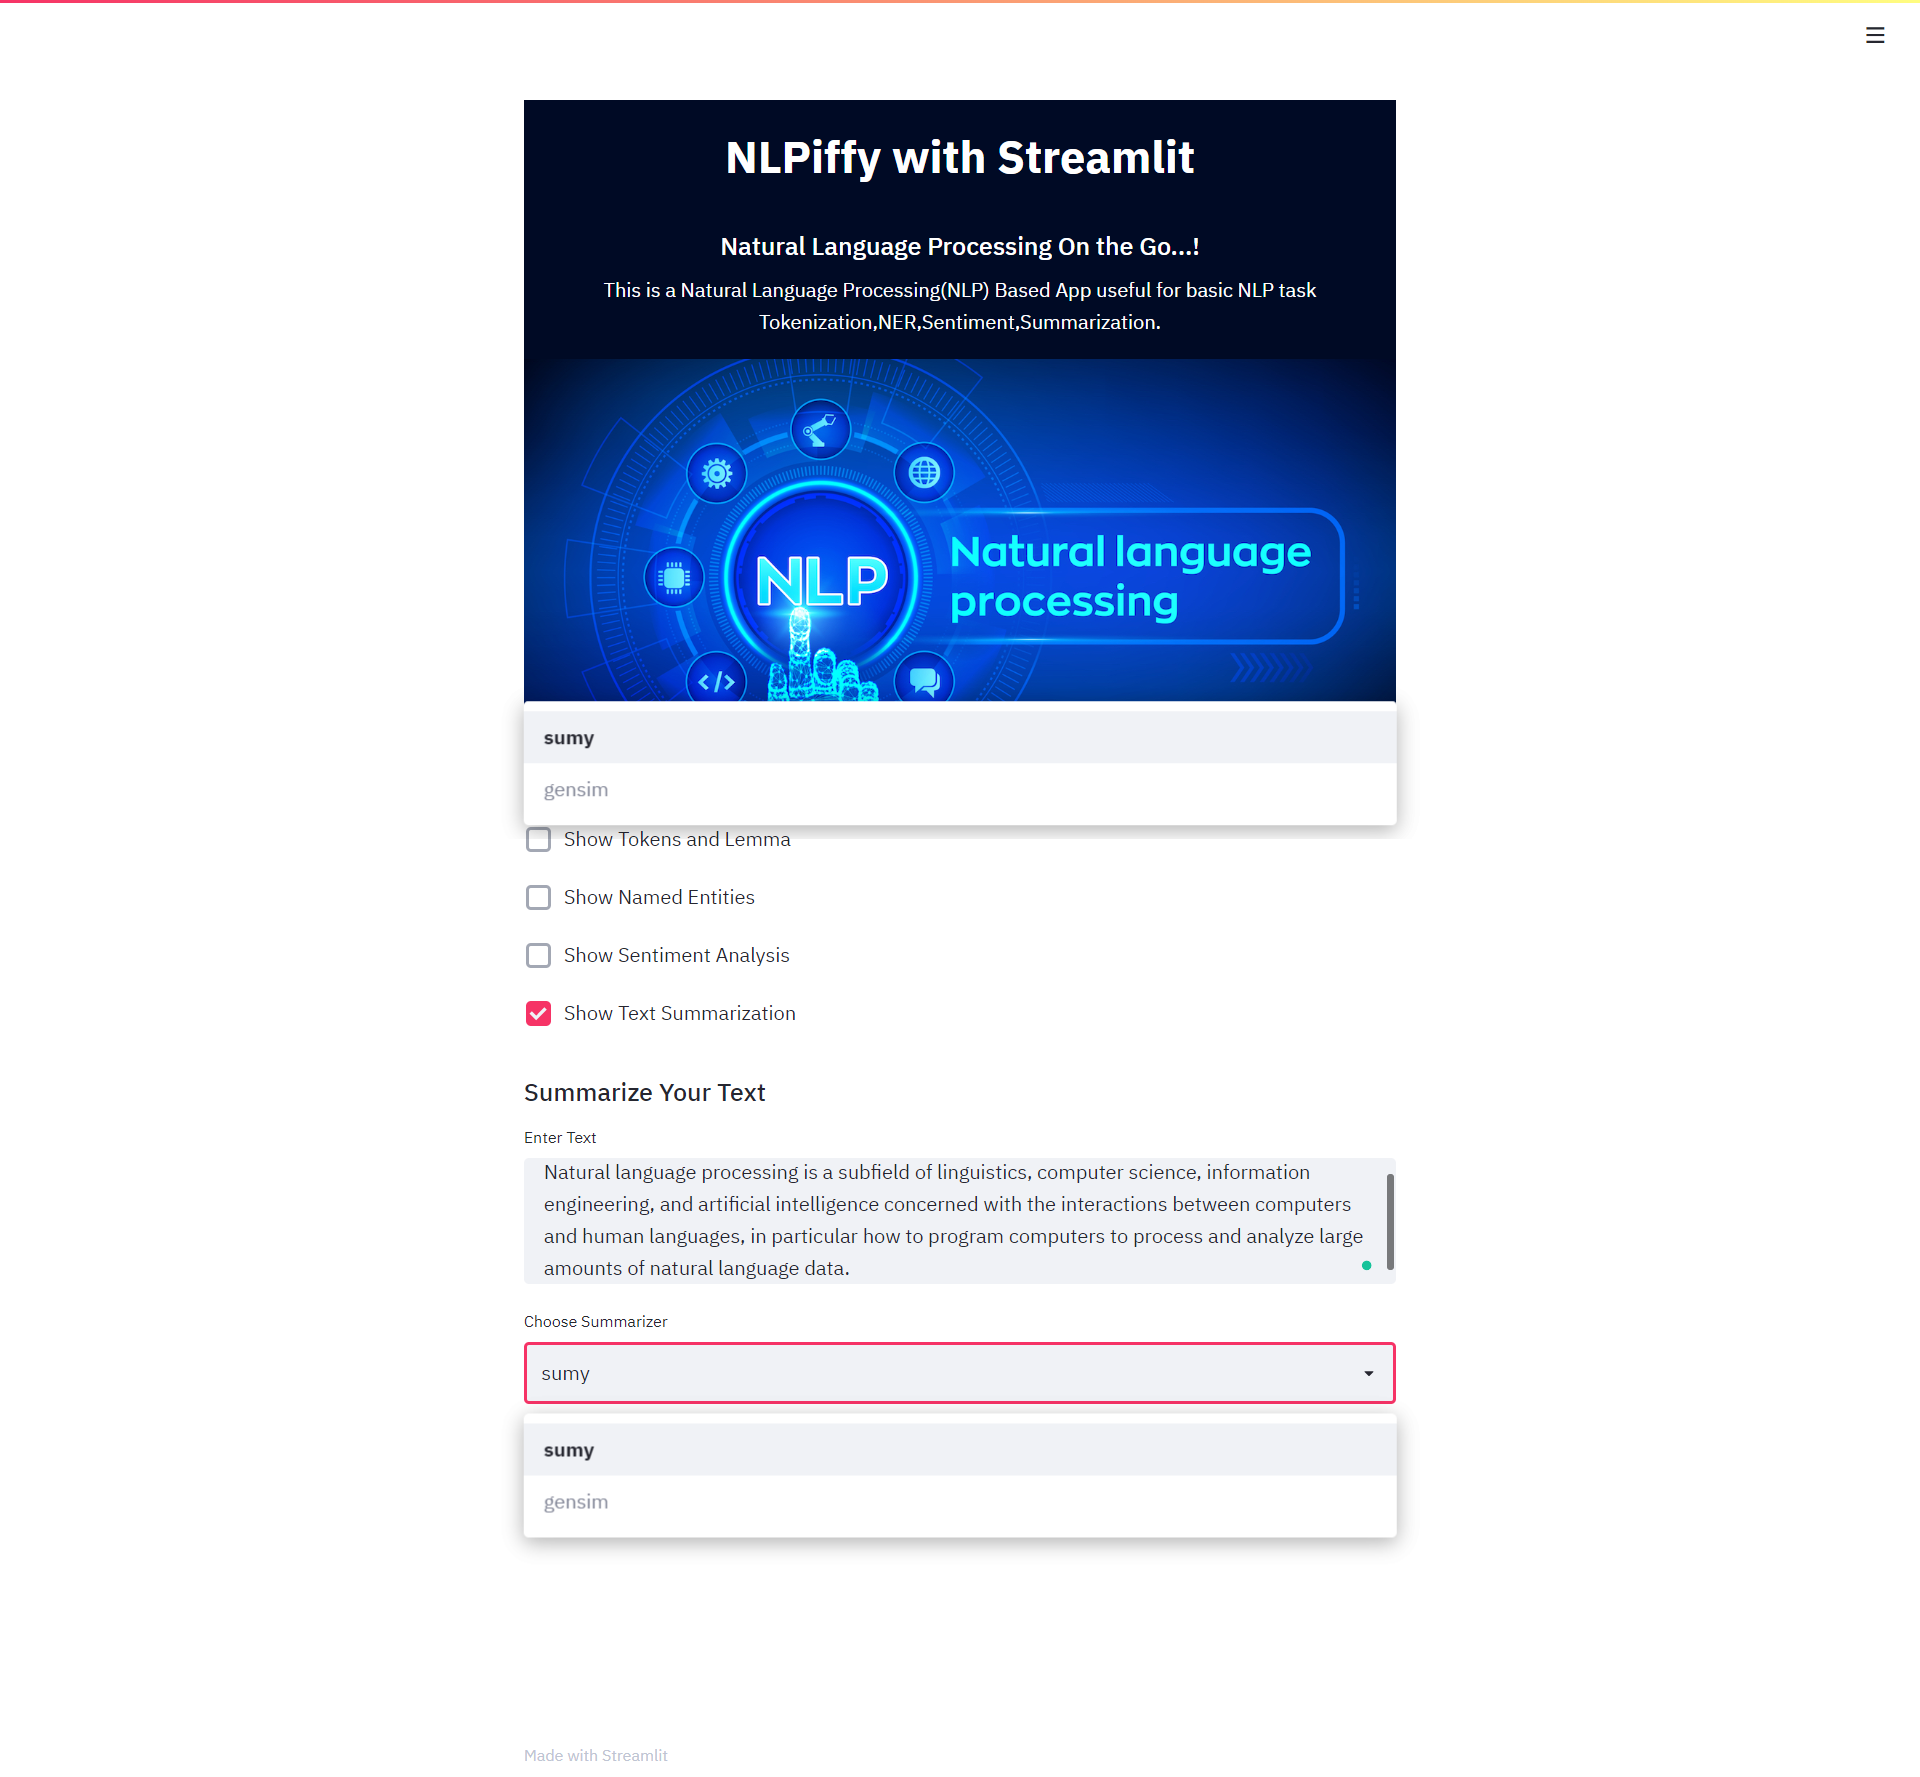 NLPiffy with Streamlit
Natural Language Processing On the Go...!
This is a Natural Language Processing(NLP) Based App useful for basic NLP task
Tokenization,NER,Sentiment,Summarization.
NLP
Natural language
processing
sumy
gensim
Show Tokens and Lemma
Show Named Entities
Show Sentiment Analysis
Show Text Summarization
Summarize Your Text
Enter Text
Natural language processing is a subfield of linguistics, computer science, information
engineering, and artificial intelligence concerned with the interactions between computers
and human languages, in particular how to program computers to process and analyze large
amounts of natural language data.
Choose Summarizer
sumy
sumy
gensim
Made with Streamlit